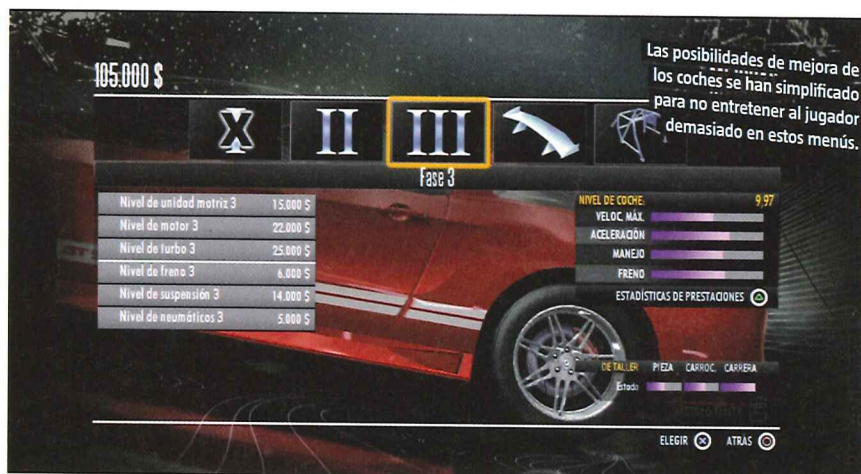 Las posibilidades de mejora de
los coches se han simplificado
para no entretener al jugador
demasiado en estos menús.
105.000 $
X II III
Fase 3
Nivel de unidad motriz 3 15.000 $
Nivel de motor 3 22.000 $
Nivel de turbo 3 25.000 $
Nivel de freno 3 6.000 $
Nivel de suspensión 3 14.000 $
Nivel de neumáticos 3 5.000 $
NIVEL DE COCHE: 9,97
VELOC. MÁX.
ACELERACIÓN
MANEJO
FRENO
ESTADÍSTICAS DE PRESTACIONES
DE TALLER PIEZA CARROC. CARRERA
Estado
ELEGIR ATRÁS